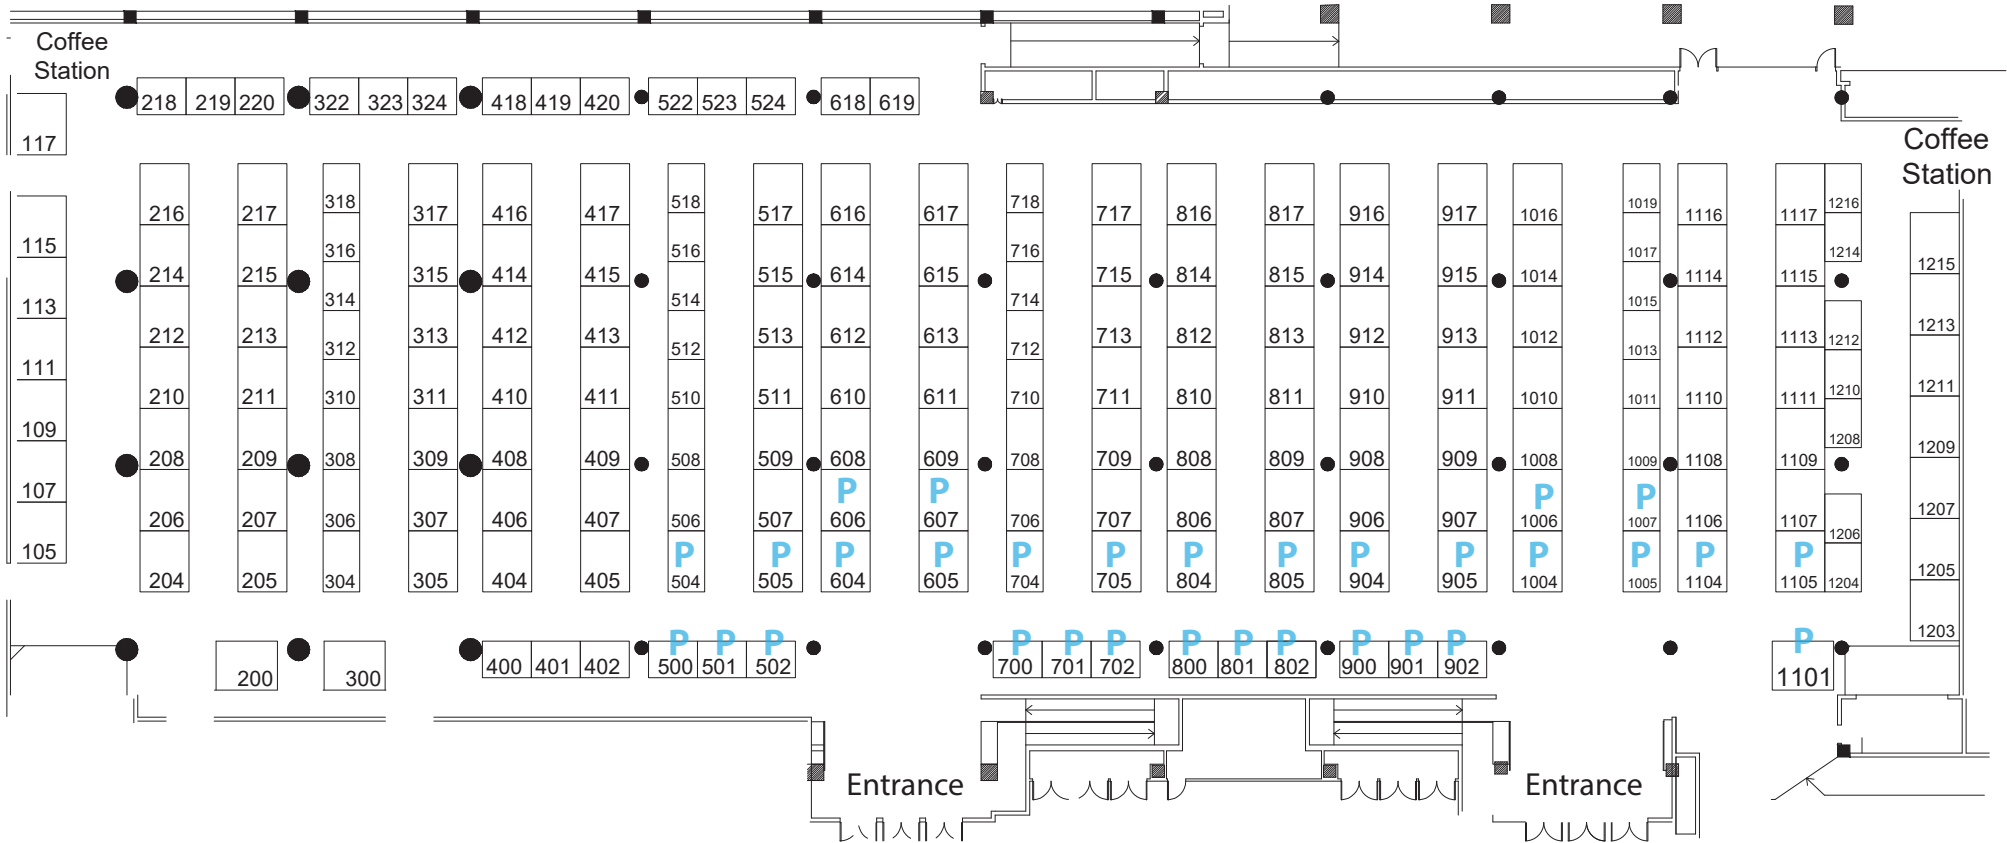 Coffee
Station
218 219 220 322 323 324 418 419 420 522 523 524 618 619
117
Coffee
Station
216 217 318 317 416 417 518 517 616 617 718 717 816 817 916 917 1016 1019 1116 1117 1216
115 214 215 316 315 414 415 516 515 614 615 716 715 814 815 914 915 1014 1017 1114 1115 1214 1215
113 212 213 314 313 412 413 514 513 612 613 714 713 812 813 912 913 1012 1015 1112 1113 1212 1213
111 210 211 312 311 410 411 512 511 610 611 712 711 810 811 910 911 1010 1013 1110 1111 1210 1211
109 208 209 310 309 408 409 510 509 608 609 710 709 808 809 908 909 1008 1011 1108 1109 1208 1209
308 508 708 1009
P P P P
107 206 207 306 307 406 407 506 507 606 607 706 707 806 807 906 907 1006 1007 1106 1107 1206 1207
P P P P P P P P P P P P P P
105 204 205 304 305 404 405 504 505 604 605 704 705 804 805 904 905 1004 1005 1104 1105 1204 1205
1203
P P P P P P P P P P P P P
200 300 400 401 402 500 501 502 700 701 702 800 801 802 900 901 902 1101
Entrance Entrance